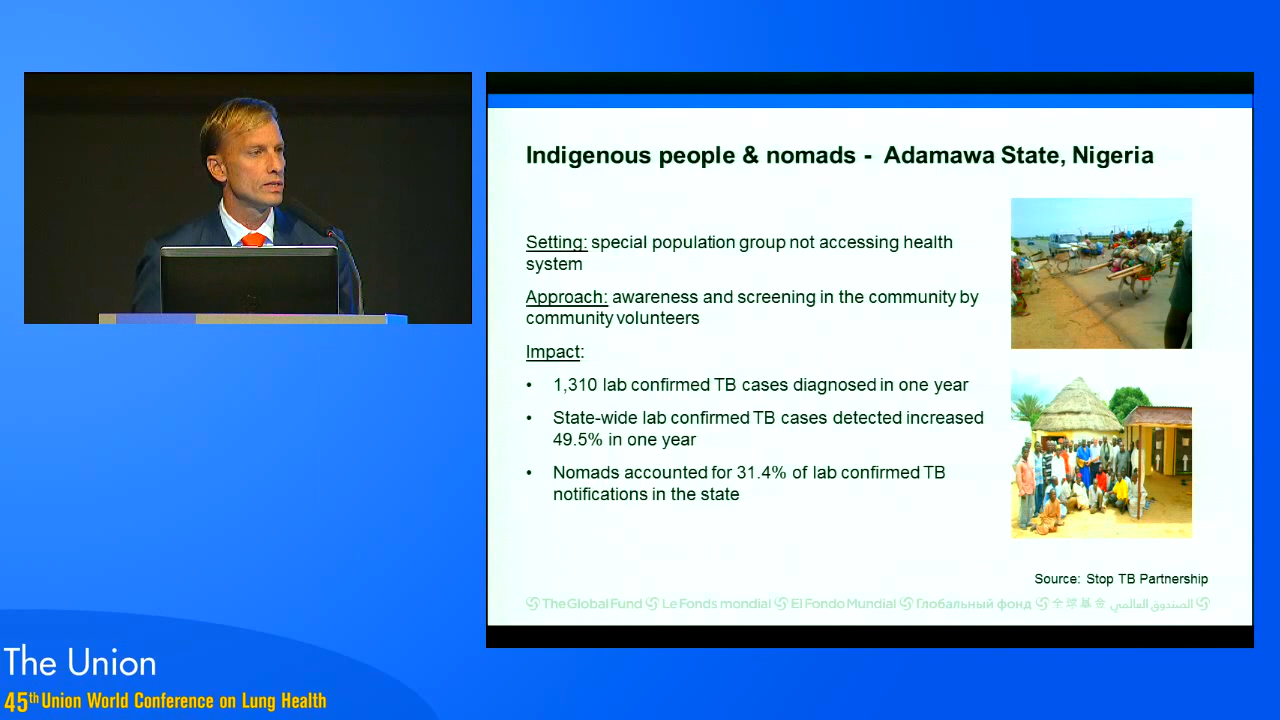 Indigenous people & nomads - Adamawa State, Nigeria
Setting: special population group not accessing health
system
Approach: awareness and screening in the community by
community volunteers
Impact:
• 1,310 lab confirmed TB cases diagnosed in one year
• State-wide lab confirmed TB cases detected increased
49.5% in one year
• Nomads accounted for 31.4% of lab confirmed TB
notifications in the state
Source: Stop TB Partnership
The Global Fund Le Fonds mondial El Fondo Mundial Глобальный фонд 全球基金 الصندوق العالمي
The Union
45th Union World Conference on Lung Health